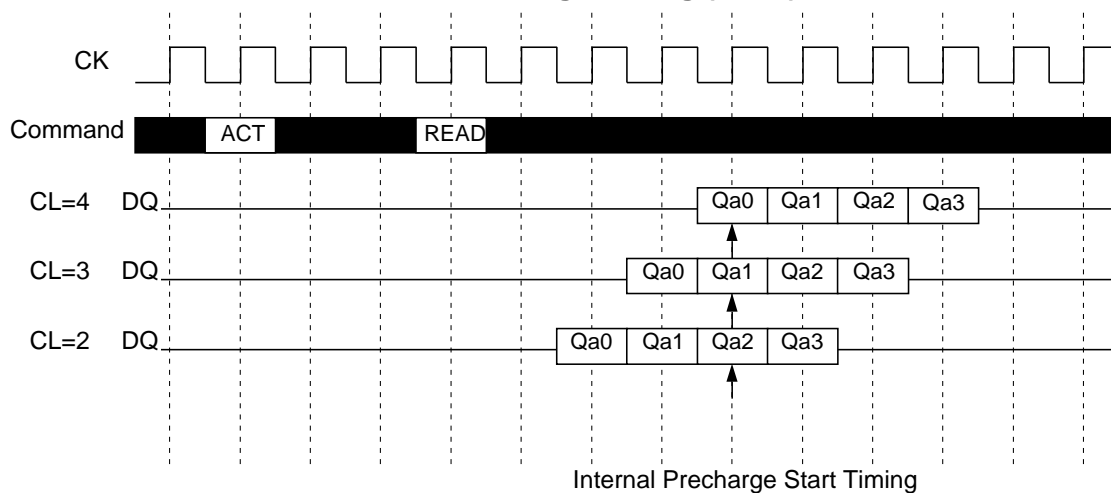 CK
Command ACT READ
CL=4 DQ Qa0 Qa1 Qa2 Qa3
CL=3 DQ Qa0 Qa1 Qa2 Qa3
CL=2 DQ Qa0 Qa1 Qa2 Qa3
Internal Precharge Start Timing